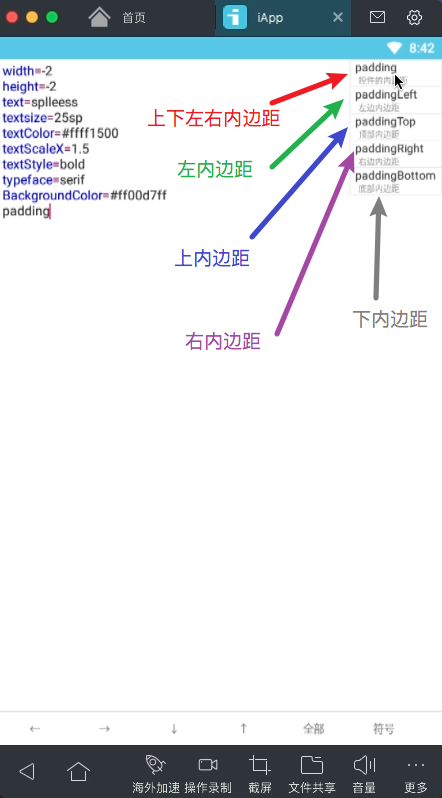 首页
iApp
8:42
width=-2
height=-2
text=splleess
textsize=25sp
textColor=#ffff1500
textScaleX=1.5
textStyle=bold
typeface=serif
BackgroundColor=#ff00d7ff
padding
padding
控件的内边距
paddingLeft
左边内边距
paddingTop
顶部内边距
paddingRight
右边内边距
paddingBottom
底部内边距
上下左右内边距
左内边距
上内边距
右内边距
下内边距
全部
符号
海外加速
操作录制
截屏
文件共享
音量
更多